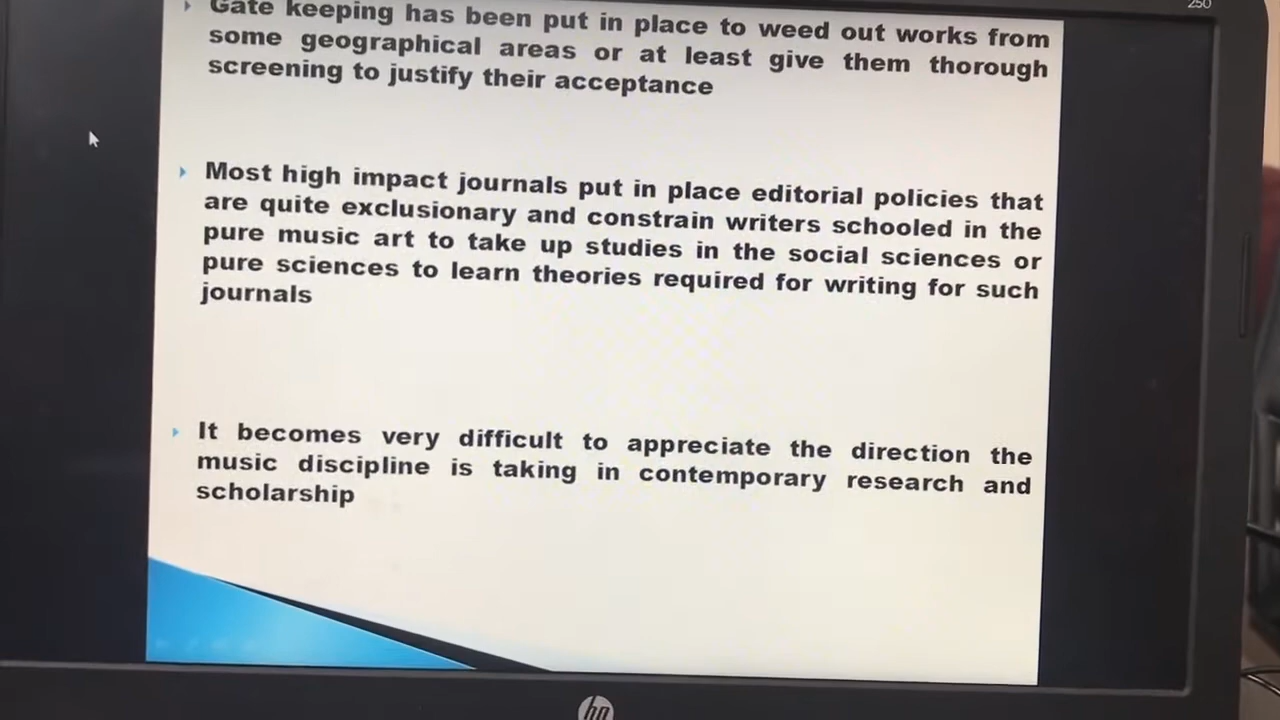 250
Gate keeping has been put in place to weed out works from
some geographical areas or at least give them thorough
screening to justify their acceptance
Most high impact journals put in place editorial policies that
are quite exclusionary and constrain writers schooled in the
pure music art to take up studies in the social sciences or
pure sciences to learn theories required for writing for such
journals
It becomes very difficult to appreciate the direction the
music discipline is taking in contemporary research and
scholarship
hp